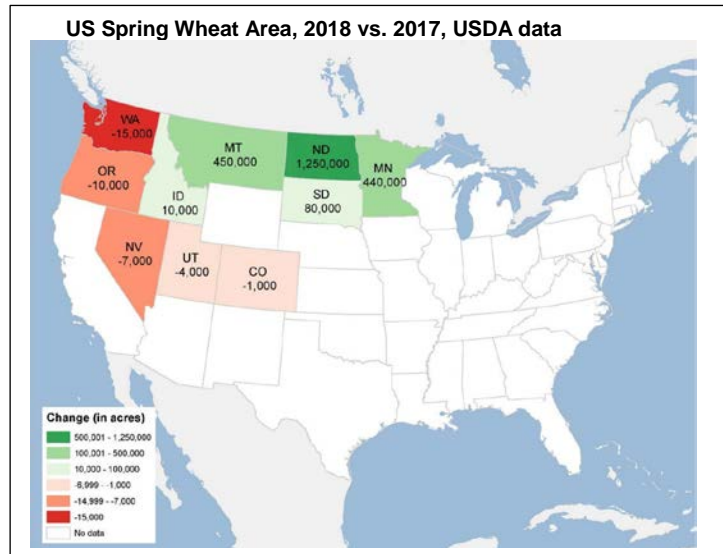 US Spring Wheat Area, 2018 vs. 2017, USDA data
WA
-15,000
MT
450,000
ND
1,250,000
MN
440,000
OR
-10,000
ID
10,000
SD
80,000
NV
-7,000
UT
-4,000
CO
-1,000
Change (in acres)
500,001 - 1,250,000
100,001 - 500,000
10,000 - 100,000
-6,999 - -1,000
-14,999 - -7,000
-15,000
No data